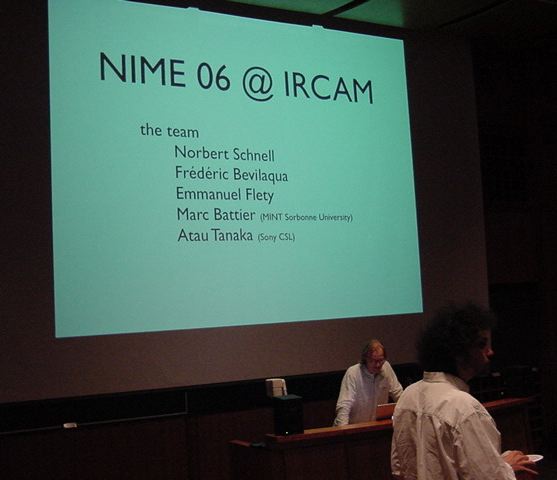 NIME 06 @ IRCAM
the team
Norbert Schnell
Frédéric Bevilaqua
Emmanuel Flety
Marc Battier (MINT Sorbonne University)
Atau Tanaka (Sony CSL)